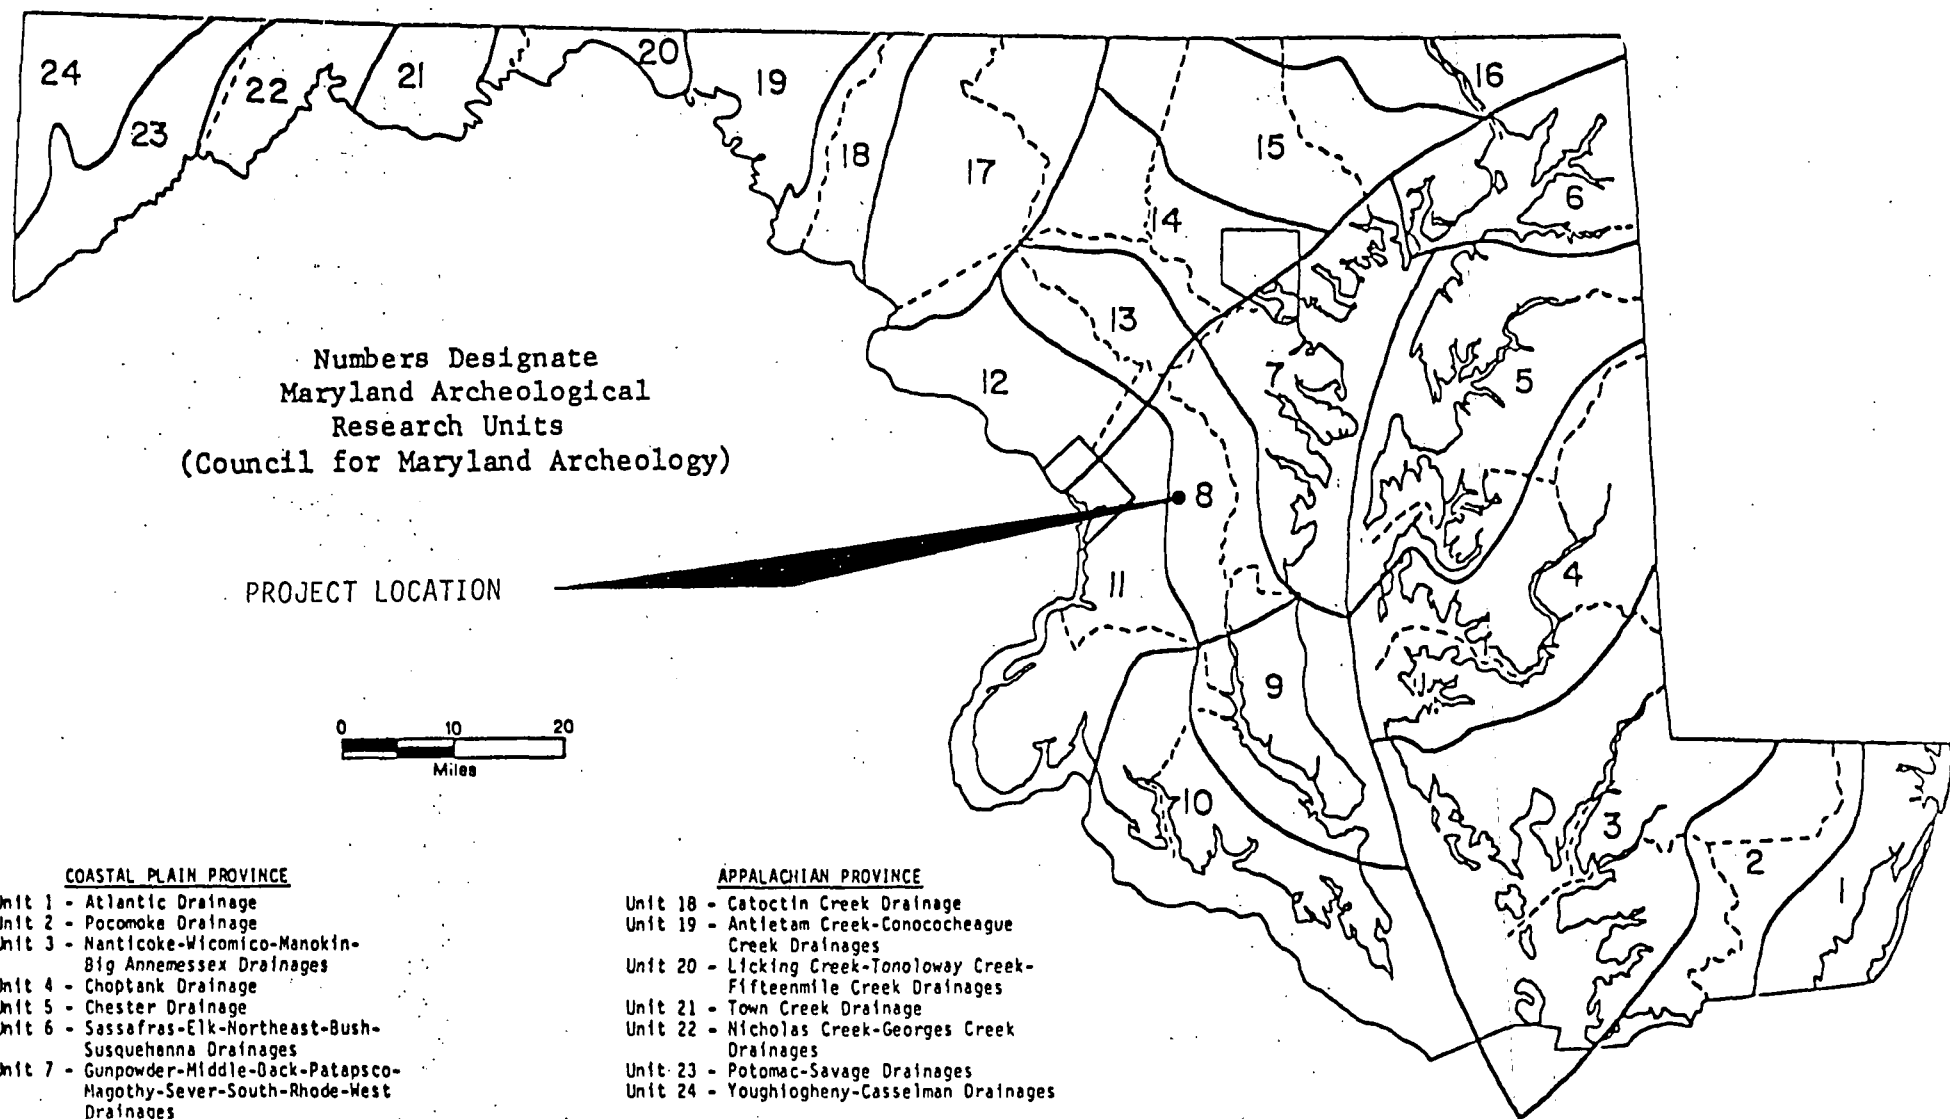 24
23
22
21
20
19
18
17
16
15
14
13
12
11
10
9
8
7
6
5
4
3
2
1
Numbers Designate
Maryland Archeological
Research Units
(Council for Maryland Archeology)
PROJECT LOCATION
0 10 20
Miles
COASTAL PLAIN PROVINCE
Unit 1 - Atlantic Drainage
Unit 2 - Pocomoke Drainage
Unit 3 - Nanticoke-Wicomico-Manokin-
Big Annemessex Drainages
Unit 4 - Choptank Drainage
Unit 5 - Chester Drainage
Unit 6 - Sassafras-Elk-Northeast-Bush-
Susquehanna Drainages
Unit 7 - Gunpowder-Middle-Back-Patapsco-
Magothy-Sever-South-Rhode-West
Drainages
APPALACHIAN PROVINCE
Unit 18 - Catoctin Creek Drainage
Unit 19 - Antietam Creek-Conococheague
Creek Drainages
Unit 20 - Licking Creek-Tonoloway Creek-
Fifteenmile Creek Drainages
Unit 21 - Town Creek Drainage
Unit 22 - Nicholas Creek-Georges Creek
Drainages
Unit 23 - Potomac-Savage Drainages
Unit 24 - Youghiogheny-Casselman Drainages